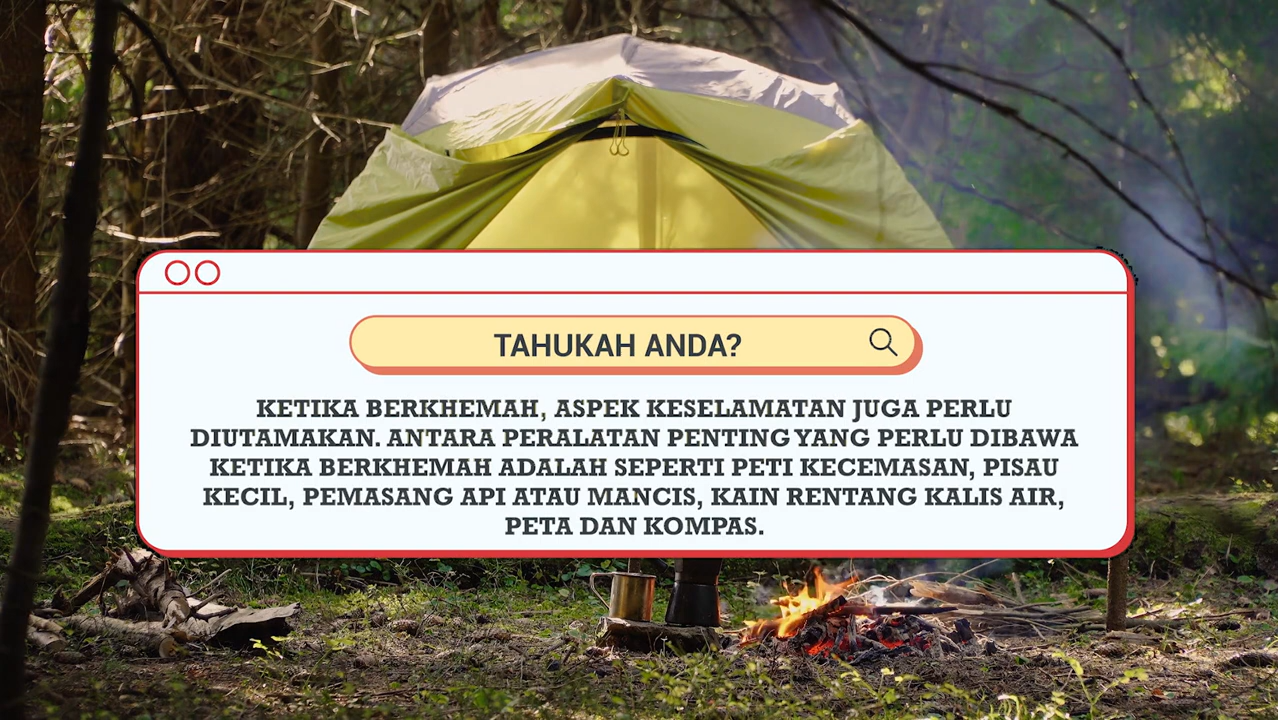 TAHUKAH ANDA?
KETIKA BERKHEMAH, ASPEK KESELAMATAN JUGA PERLU
DIUTAMAKAN. ANTARA PERALATAN PENTING YANG PERLU DIBAWA
KETIKA BERKHEMAH ADALAH SEPERTI PETI KECEMASAN, PISAU
KECIL, PEMASANG API ATAU MANCIS, KAIN RENTANG KALIS AIR,
PETA DAN KOMPAS.